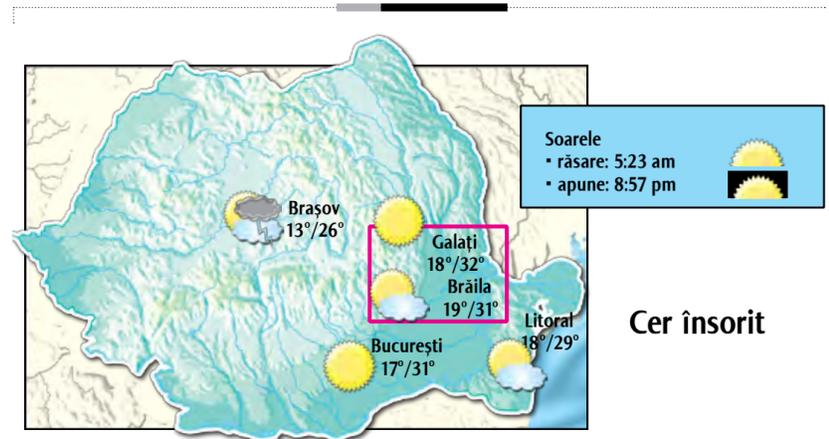 Soarele
▪ răsare: 5:23 am
▪ apune: 8:57 pm
Brașov
13°/26°
Galați
18°/32°
Brăila
19°/31°
Litoral
18°/29°
București
17°/31°
Cer însorit